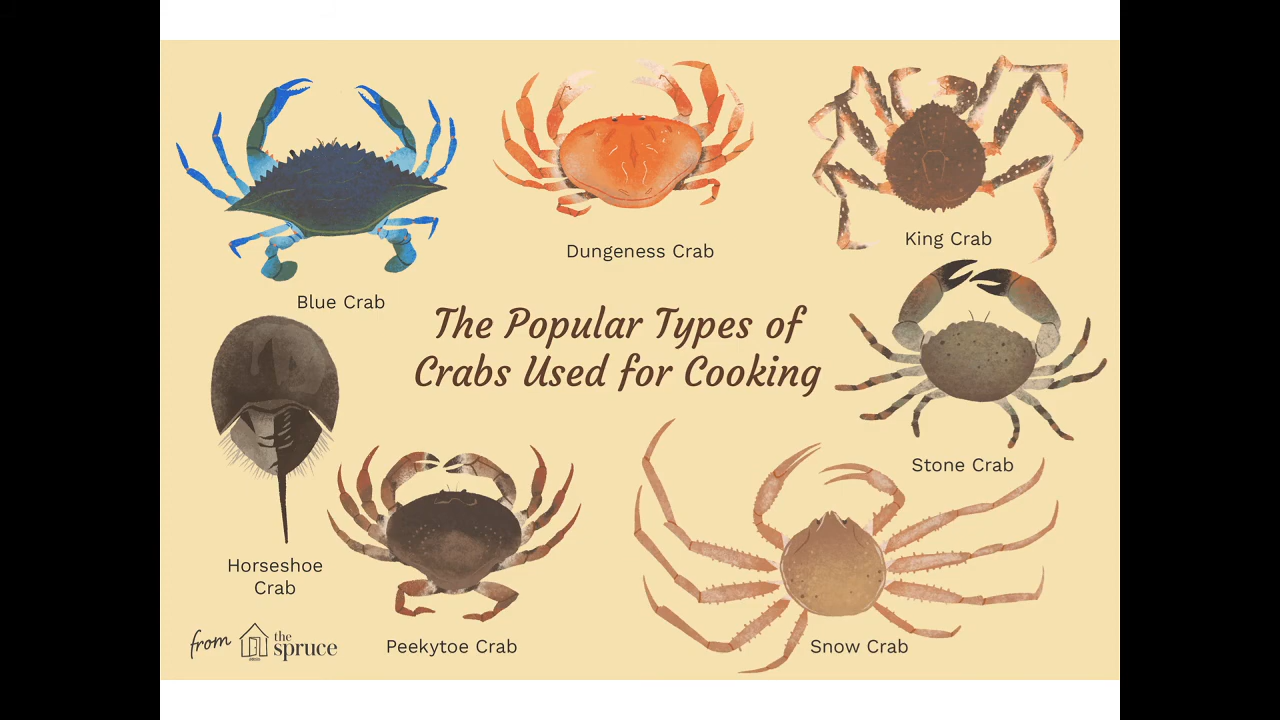 Dungeness Crab
King Crab
Blue Crab
The Popular Types of
Crabs Used for Cooking
Stone Crab
Horseshoe
Crab
Peekytoe Crab
Snow Crab
from the spruce